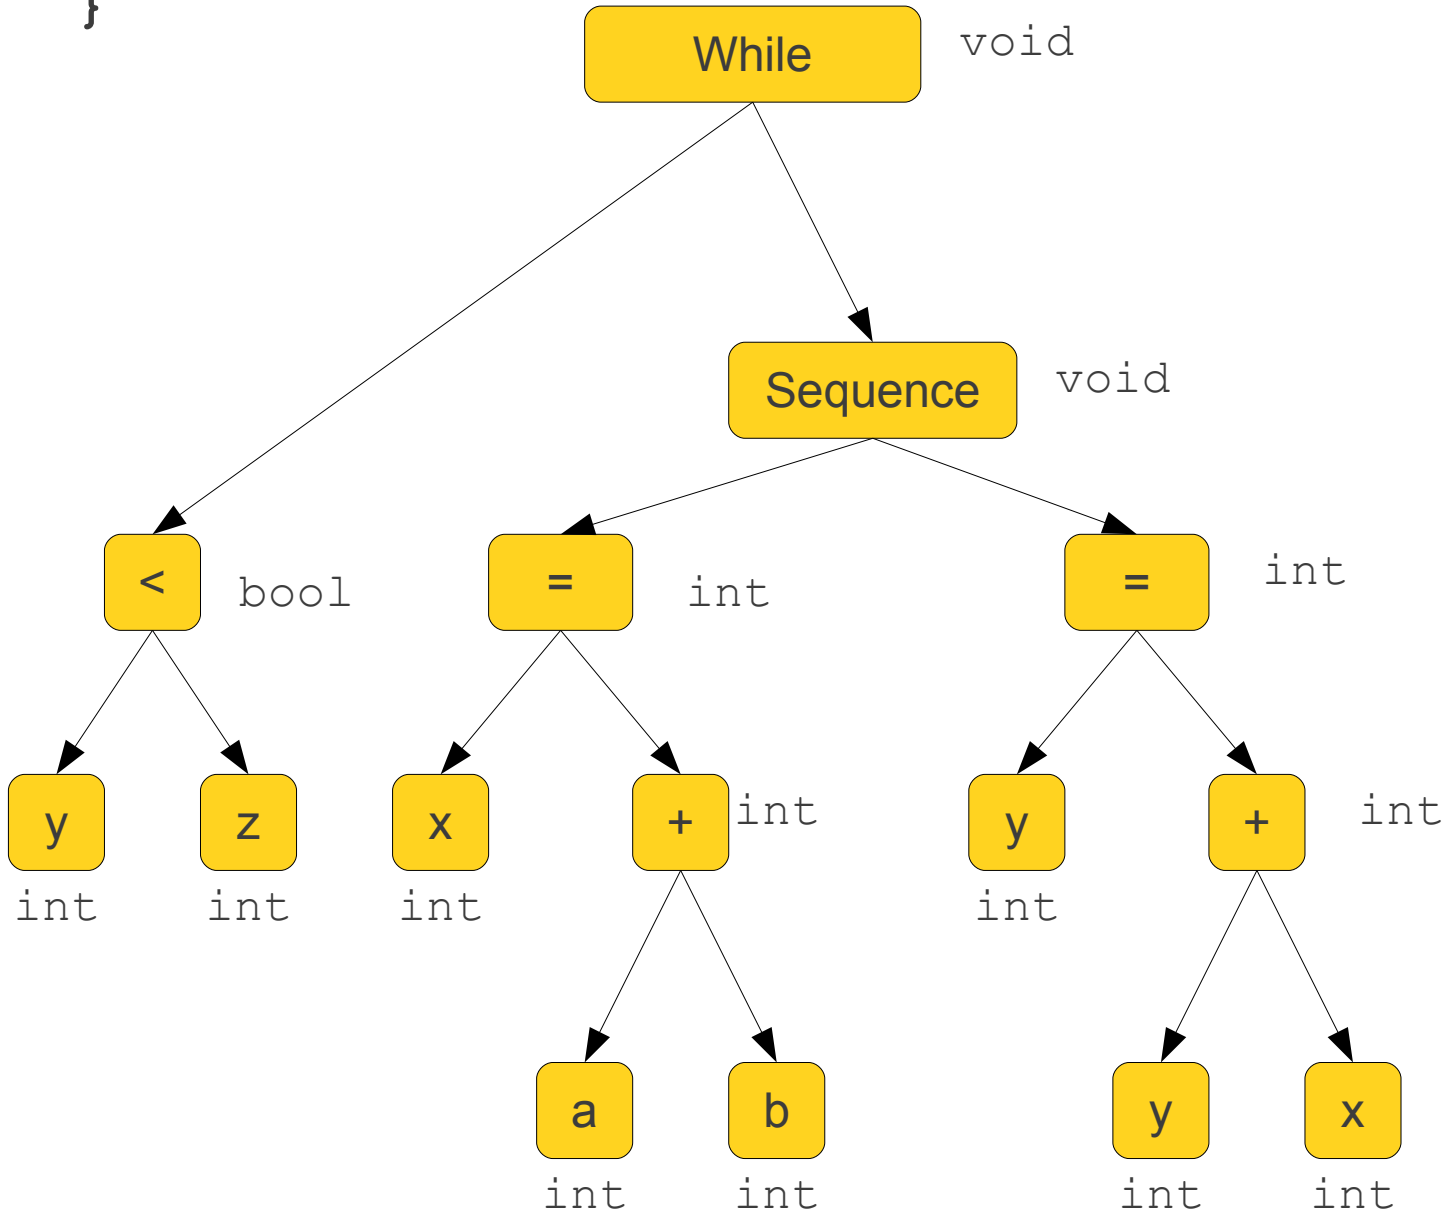 }
While void
Sequence void
< bool = int = int
y z x + int y + int
int int int int
a b y x
int int int int